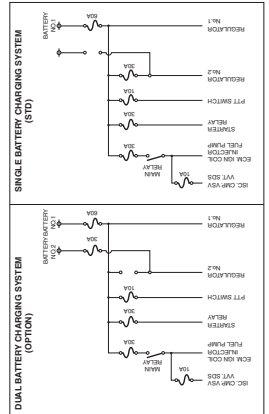 SINGLE BATTERY CHARGING SYSTEM
(STD)
BATTERY
NO.1
60A
REGULATOR
No.1
30A
REGULATOR
No.2
10A
PTT SWITCH
30A
STARTER
RELAY
30A
MAIN
RELAY
ECM. IGN COIL
INJECTOR
FUEL PUMP
10A
ISC. CMP VSV
VVT. SDS
DUAL BATTERY CHARGING SYSTEM
(OPTION)
BATTERY
NO.1
BATTERY
NO.2
60A
30A
REGULATOR
No.1
REGULATOR
No.2
10A
PTT SWITCH
30A
STARTER
RELAY
30A
MAIN
RELAY
ECM. IGN COIL
INJECTOR
FUEL PUMP
10A
ISC. CMP VSV
VVT. SDS